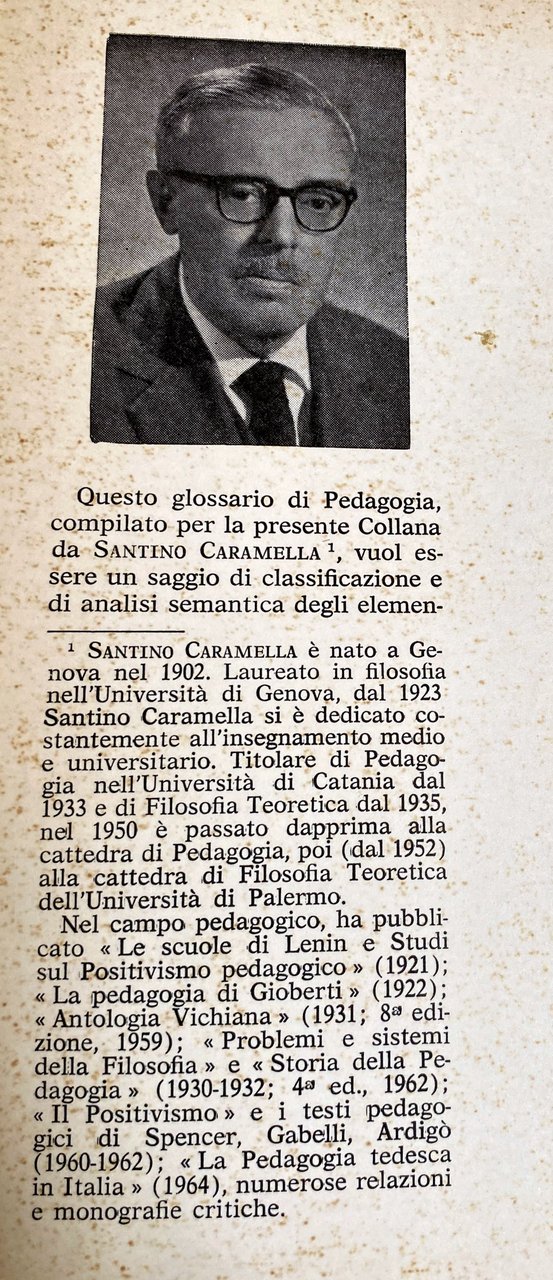 Questo glossario di Pedagogia,
compilato per la presente Collana
da SANTINO CARAMELLA ¹, vuol es-
sere un saggio di classificazione e
di analisi semantica degli elemen-
¹ SANTINO CARAMELLA è nato a Ge-
nova nel 1902. Laureato in filosofia
nell'Università di Genova, dal 1923
Santino Caramella si è dedicato co-
stantemente all'insegnamento medio
e universitario. Titolare di Pedago-
gia nell'Università di Catania dal
1933 e di Filosofia Teoretica dal 1935,
nel 1950 è passato dapprima alla
cattedra di Pedagogia, poi (dal 1952)
alla cattedra di Filosofia Teoretica
dell'Università di Palermo.
Nel campo pedagogico, ha pubbli-
cato « Le scuole di Lenin e Studi
sul Positivismo pedagogico » (1921);
« La pedagogia di Gioberti » (1922);
« Antologia Vichiana » (1931; 8ª edi-
zione, 1959); « Problemi e sistemi
della Filosofia » e « Storia della Pe-
dagogia » (1930-1932; 4ª ed., 1962);
« Il Positivismo » e i testi pedago-
gici di Spencer, Gabelli, Ardigò
(1960-1962); « La Pedagogia tedesca
in Italia » (1964), numerose relazioni
e monografie critiche.